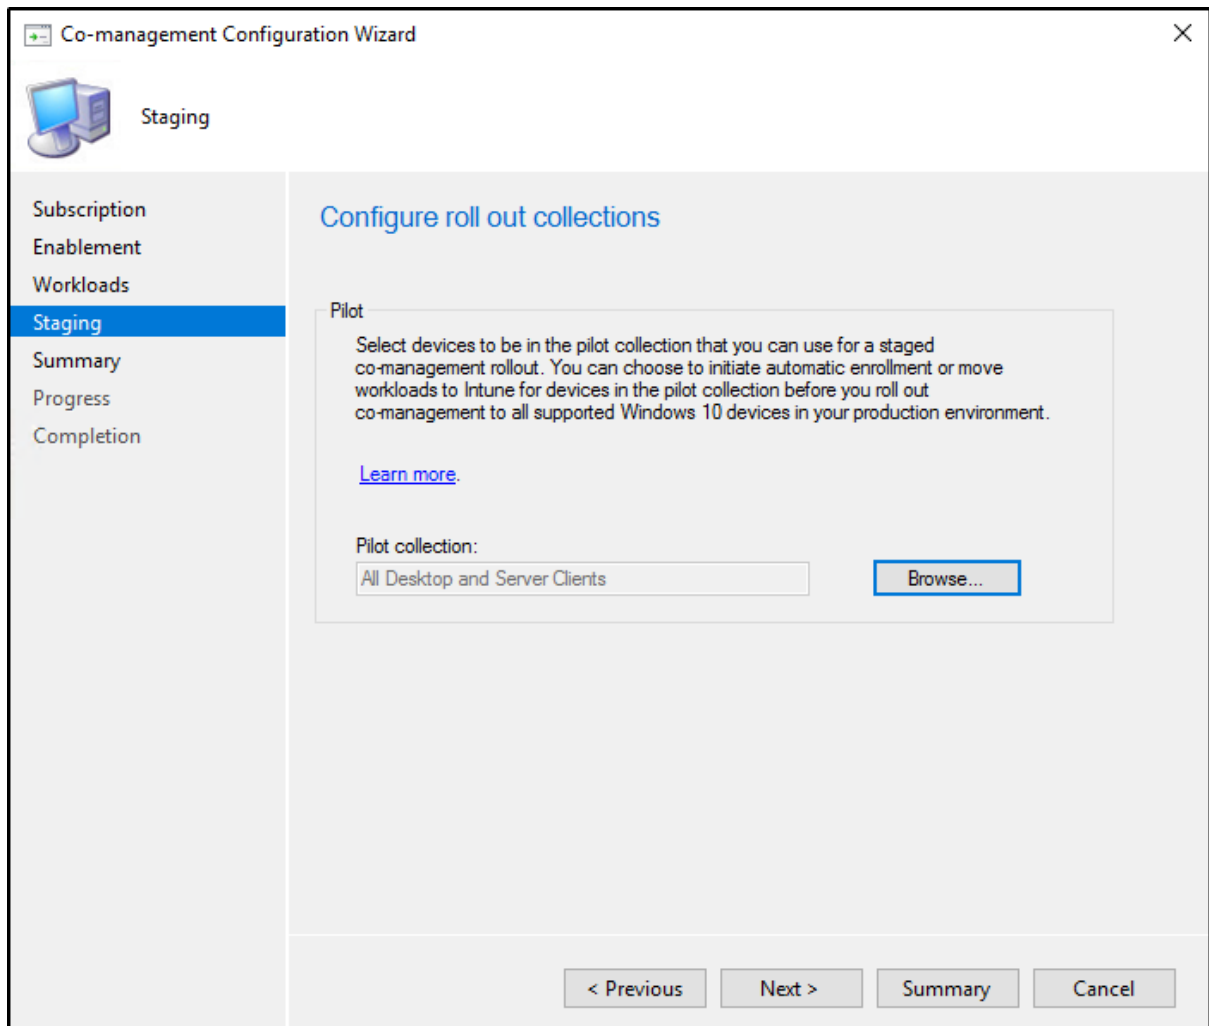 Co-management Configuration Wizard
Staging
Subscription
Enablement
Workloads
Staging
Summary
Progress
Completion
Configure roll out collections
Pilot
Select devices to be in the pilot collection that you can use for a staged
co-management rollout. You can choose to initiate automatic enrollment or move
workloads to Intune for devices in the pilot collection before you roll out
co-management to all supported Windows 10 devices in your production environment.
Learn more.
Pilot collection:
All Desktop and Server Clients
Browse...
< Previous
Next >
Summary
Cancel